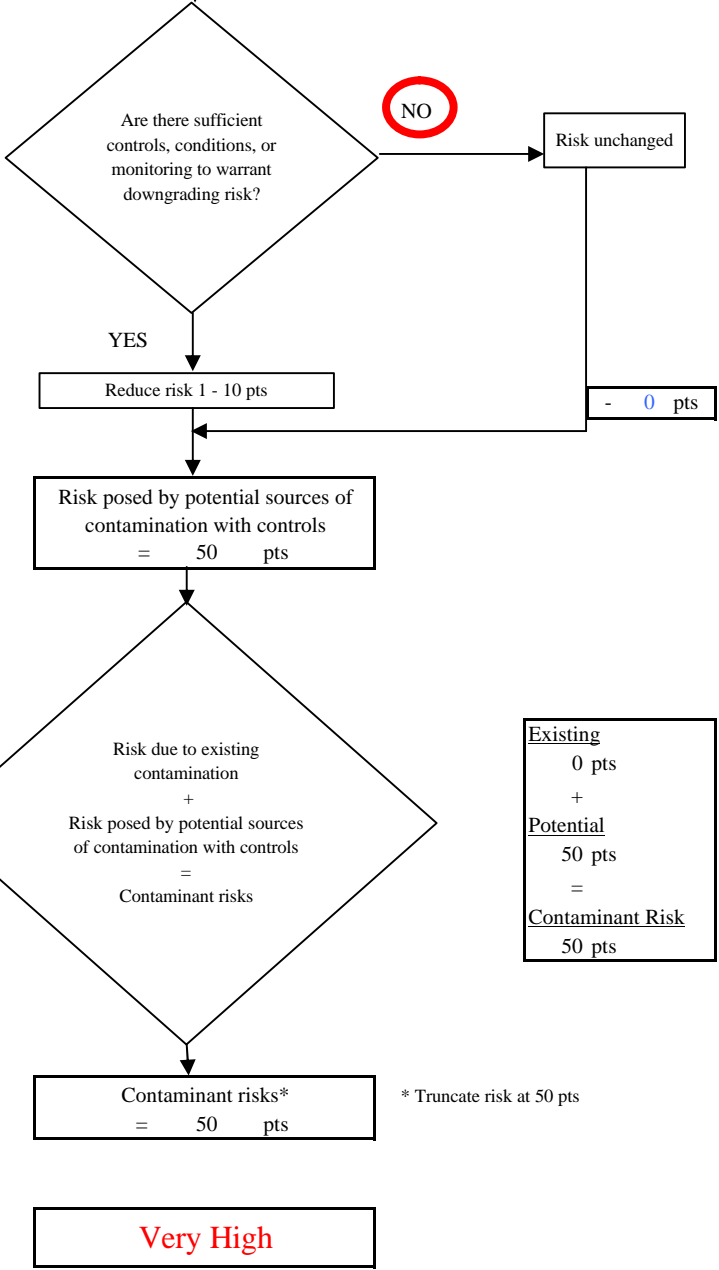 Are there sufficient
controls, conditions, or
monitoring to warrant
downgrading risk?
NO
Risk unchanged
YES
Reduce risk 1 - 10 pts
- 0 pts
Risk posed by potential sources of
contamination with controls
= 50 pts
Risk due to existing
contamination
+
Risk posed by potential sources
of contamination with controls
=
Contaminant risks
Existing
0 pts
+
Potential
50 pts
=
Contaminant Risk
50 pts
Contaminant risks*
= 50 pts
* Truncate risk at 50 pts
Very High